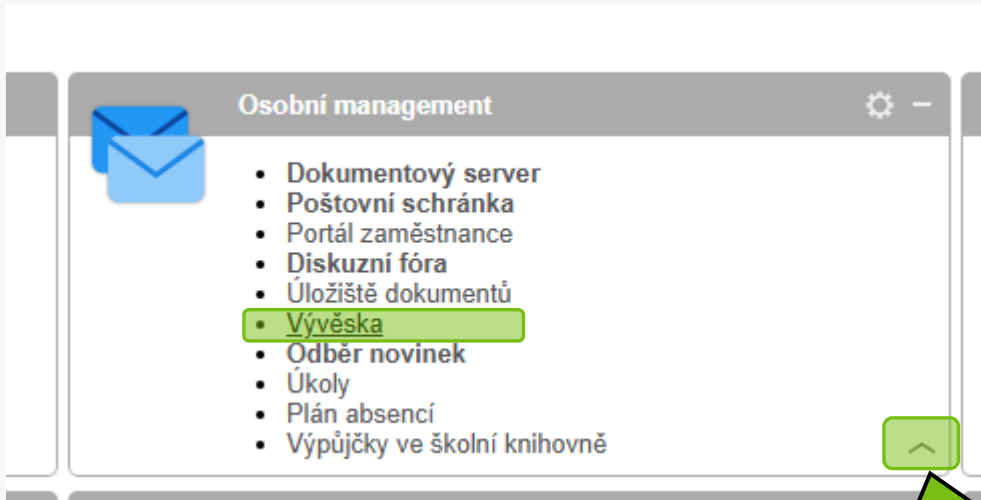 Osobní management
Dokumentový server
Poštovní schránka
Portál zaměstnance
Diskuzní fóra
Úložiště dokumentů
Vývěska
Odběr novinek
Úkoly
Plán absencí
Výpůjčky ve školní knihovně